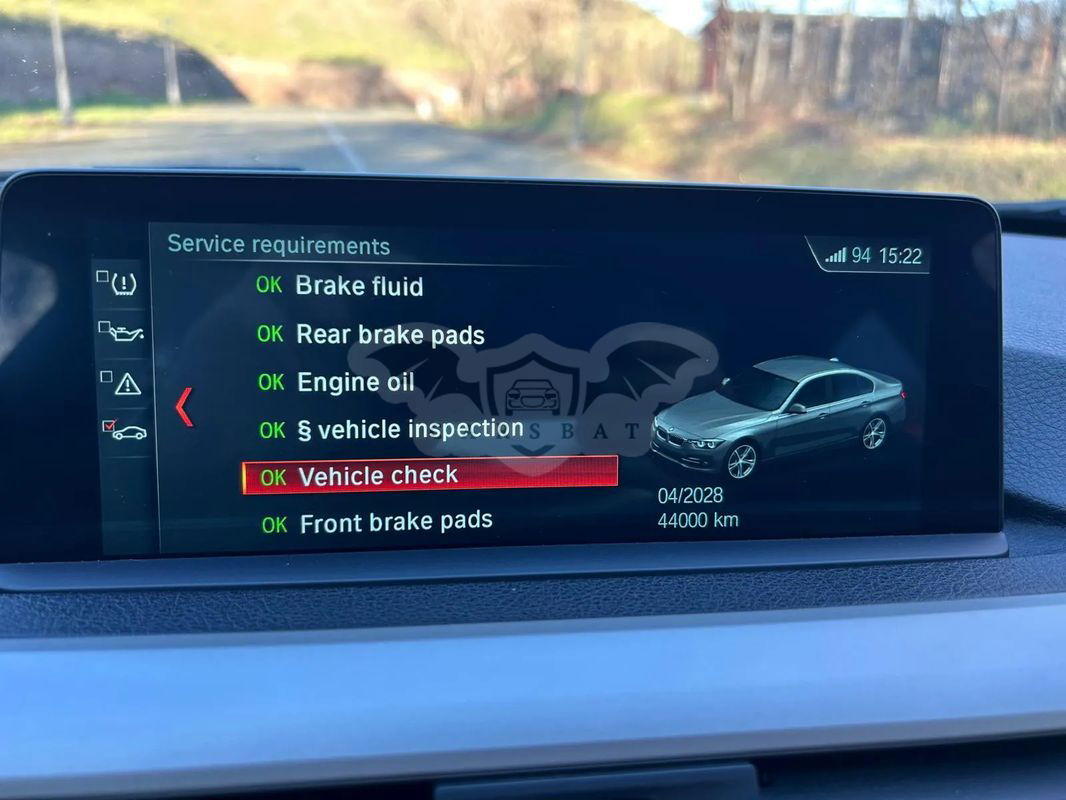 Service requirements
94 15:22
OK Brake fluid
OK Rear brake pads
OK Engine oil
OK § vehicle inspection
OK Vehicle check
OK Front brake pads
04/2028
44000 km